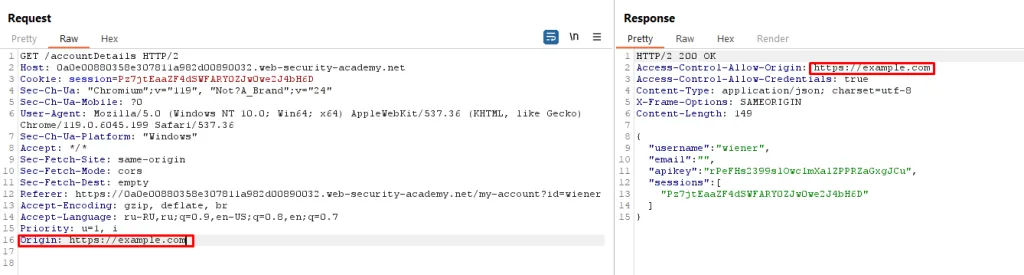 Request
Pretty Raw Hex
\n
1 GET /accountDetails HTTP/2
2 Host: 0a0e00880358e307811a982d00890032.web-security-academy.net
3 Cookie: session=Pz7jtEaaZF4dSWFARYOZJwOwe2J4bH6D
4 Sec-Ch-Ua: "Chromium";v="119", "Not?A_Brand";v="24"
5 Sec-Ch-Ua-Mobile: ?0
6 User-Agent: Mozilla/5.0 (Windows NT 10.0; Win64; x64) AppleWebKit/537.36 (KHTML, like Gecko)
Chrome/119.0.6045.199 Safari/537.36
7 Sec-Ch-Ua-Platform: "Windows"
8 Accept: */*
9 Sec-Fetch-Site: same-origin
10 Sec-Fetch-Mode: cors
11 Sec-Fetch-Dest: empty
12 Referer: https://0a0e00880358e307811a982d00890032.web-security-academy.net/my-account?id=wiener
13 Accept-Encoding: gzip, deflate, br
14 Accept-Language: ru-RU,ru;q=0.9,en-US;q=0.8,en;q=0.7
15 Priority: u=1, i
16 Origin: https://example.com
17
18
Response
Pretty Raw Hex Render
1 HTTP/2 200 OK
2 Access-Control-Allow-Origin: https://example.com
3 Access-Control-Allow-Credentials: true
4 Content-Type: application/json; charset=utf-8
5 X-Frame-Options: SAMEORIGIN
6 Content-Length: 149
7
8 {
9 "username":"wiener",
10 "email":"",
11 "apikey":"rPeFHs2399slOwc1mXalZPPRZaGxgJCu",
12 "sessions":[
13 "Pz7jtEaaZF4dSWFARYOZJwOwe2J4bH6D"
14 ]
15 }